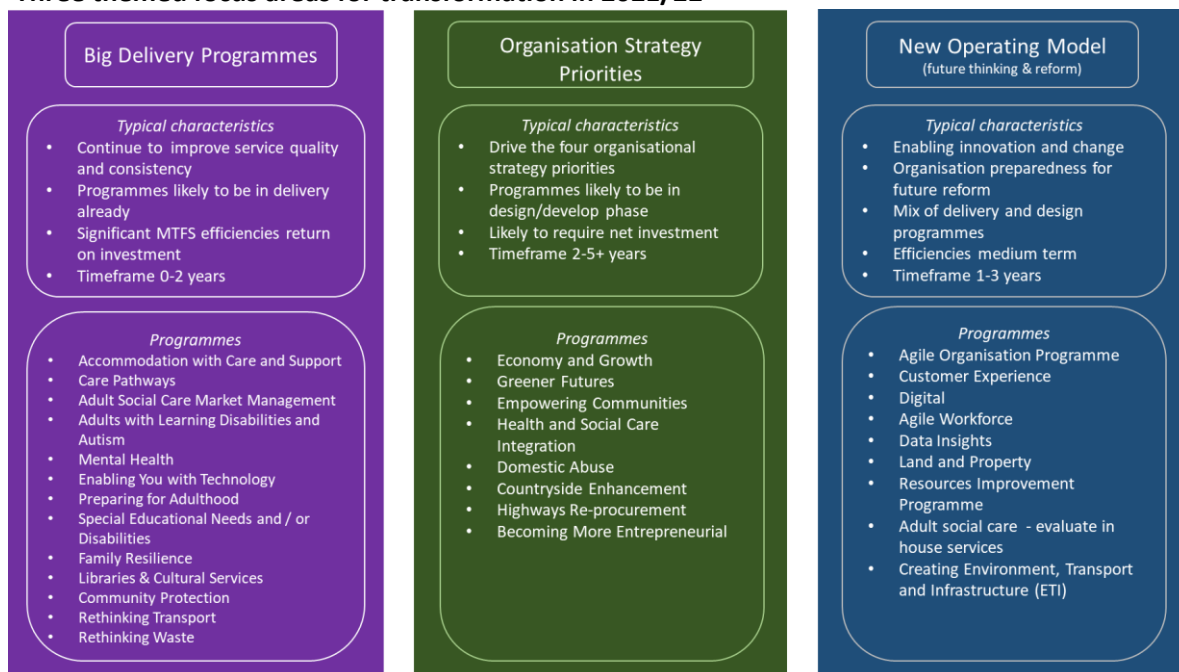 Three themed focus areas for transformation in 2021/22
Big Delivery Programmes
Typical characteristics
• Continue to improve service quality
and consistency
• Programmes likely to be in delivery
already
• Significant MTFS efficiencies return
on investment
• Timeframe 0-2 years
Programmes
• Accommodation with Care and Support
• Care Pathways
• Adult Social Care Market Management
• Adults with Learning Disabilities and
Autism
• Mental Health
• Enabling You with Technology
• Preparing for Adulthood
• Special Educational Needs and / or
Disabilities
• Family Resilience
• Libraries & Cultural Services
• Community Protection
• Rethinking Transport
• Rethinking Waste
Organisation Strategy
Priorities
Typical characteristics
• Drive the four organisational
strategy priorities
• Programmes likely to be in
design/develop phase
• Likely to require net investment
• Timeframe 2-5+ years
Programmes
• Economy and Growth
• Greener Futures
• Empowering Communities
• Health and Social Care
Integration
• Domestic Abuse
• Countryside Enhancement
• Highways Re-procurement
• Becoming More Entrepreneurial
New Operating Model
(future thinking & reform)
Typical characteristics
• Enabling innovation and change
• Organisation preparedness for
future reform
• Mix of delivery and design
programmes
• Efficiencies medium term
• Timeframe 1-3 years
Programmes
• Agile Organisation Programme
• Customer Experience
• Digital
• Agile Workforce
• Data Insights
• Land and Property
• Resources Improvement
Programme
• Adult social care - evaluate in
house services
• Creating Environment, Transport
and Infrastructure (ETI)